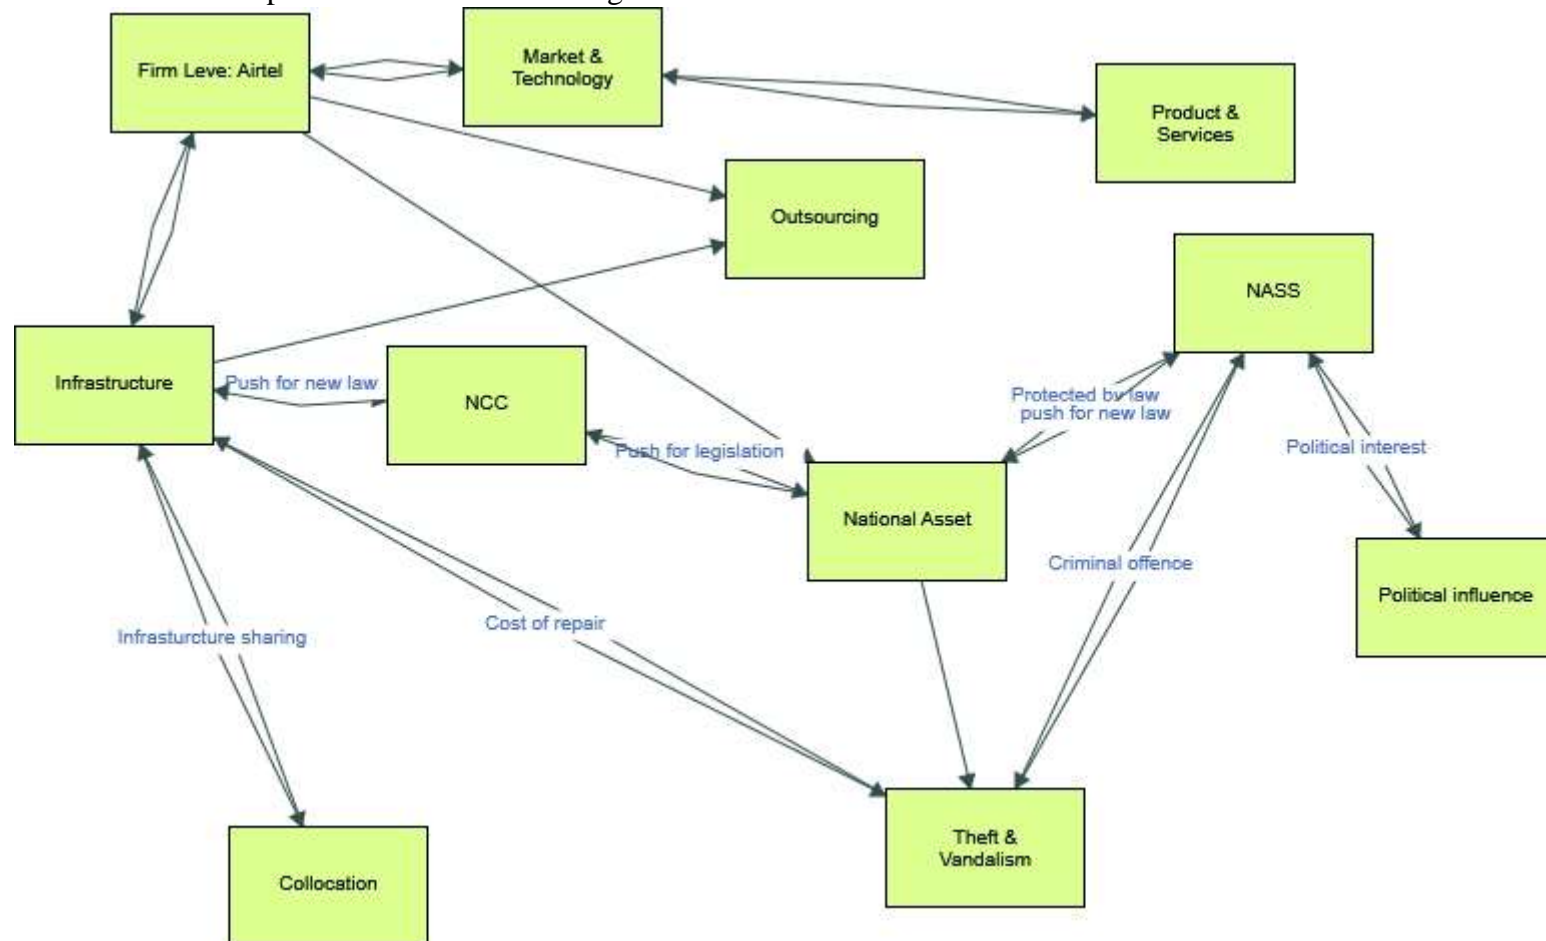 Firm Leve: Airtel
Market &
Technology
Product &
Services
Outsourcing
NASS
Infrastructure
Push for new law
NCC
Protected by law
push for new law
Push for legislation
Political interest
National Asset
Criminal offence
Political influence
Infrasturcture sharing
Cost of repair
Theft &
Vandalism
Collocation